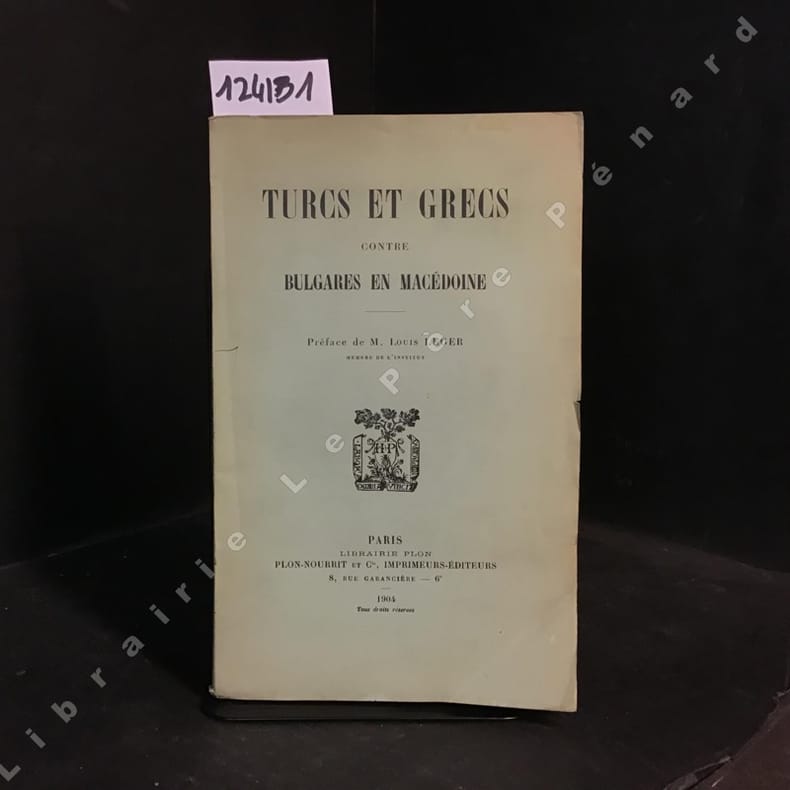 124131
TURCS ET GRECS
CONTRE
BULGARES EN MACÉDOINE
Préface de M. Louis LEGER
MEMBRE DE L'INSTITUT
PARIS
LIBRAIRIE PLON
PLON-NOURRIT ET Cie, IMPRIMEURS-ÉDITEURS
8, RUE GARANCIÈRE — 6e
1904
Tous droits réservés
Librairie Le Père Pénard